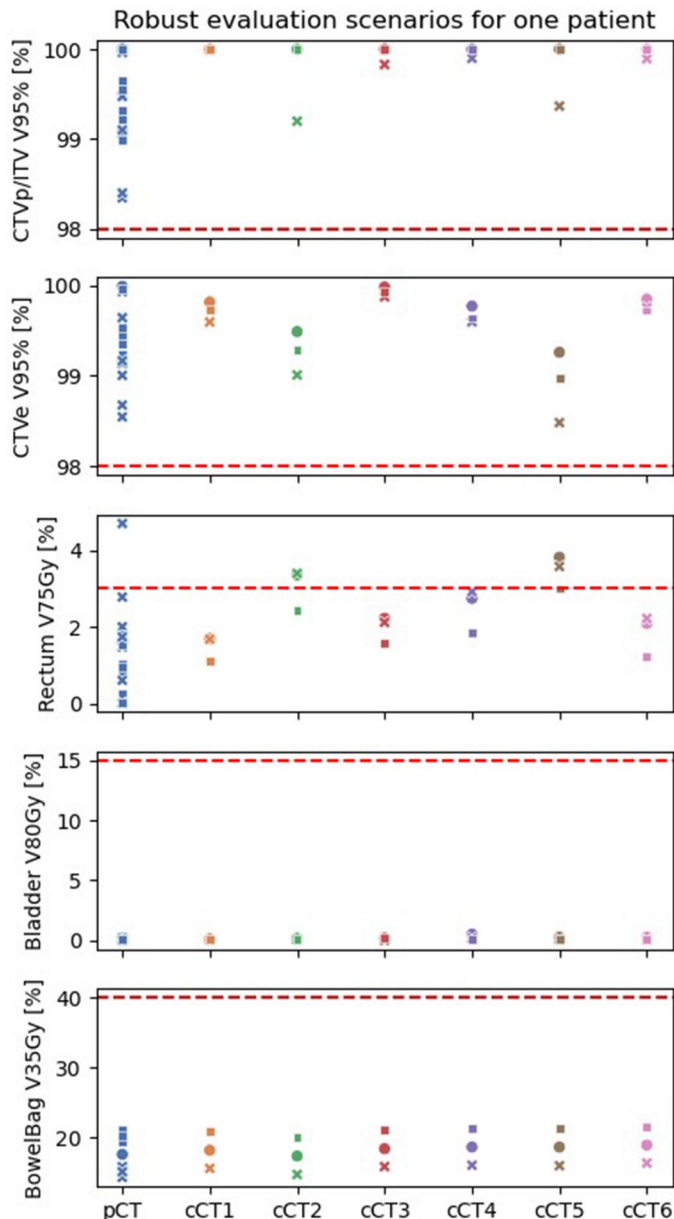 Robust evaluation scenarios for one patient
CTVp/ITV V95% [%]
100
99
98
CTVe V95% [%]
100
99
98
Rectum V75Gy [%]
4
2
0
Bladder V80Gy [%]
15
10
5
0
BowelBag V35Gy [%]
40
30
20
pCT cCT1 cCT2 cCT3 cCT4 cCT5 cCT6